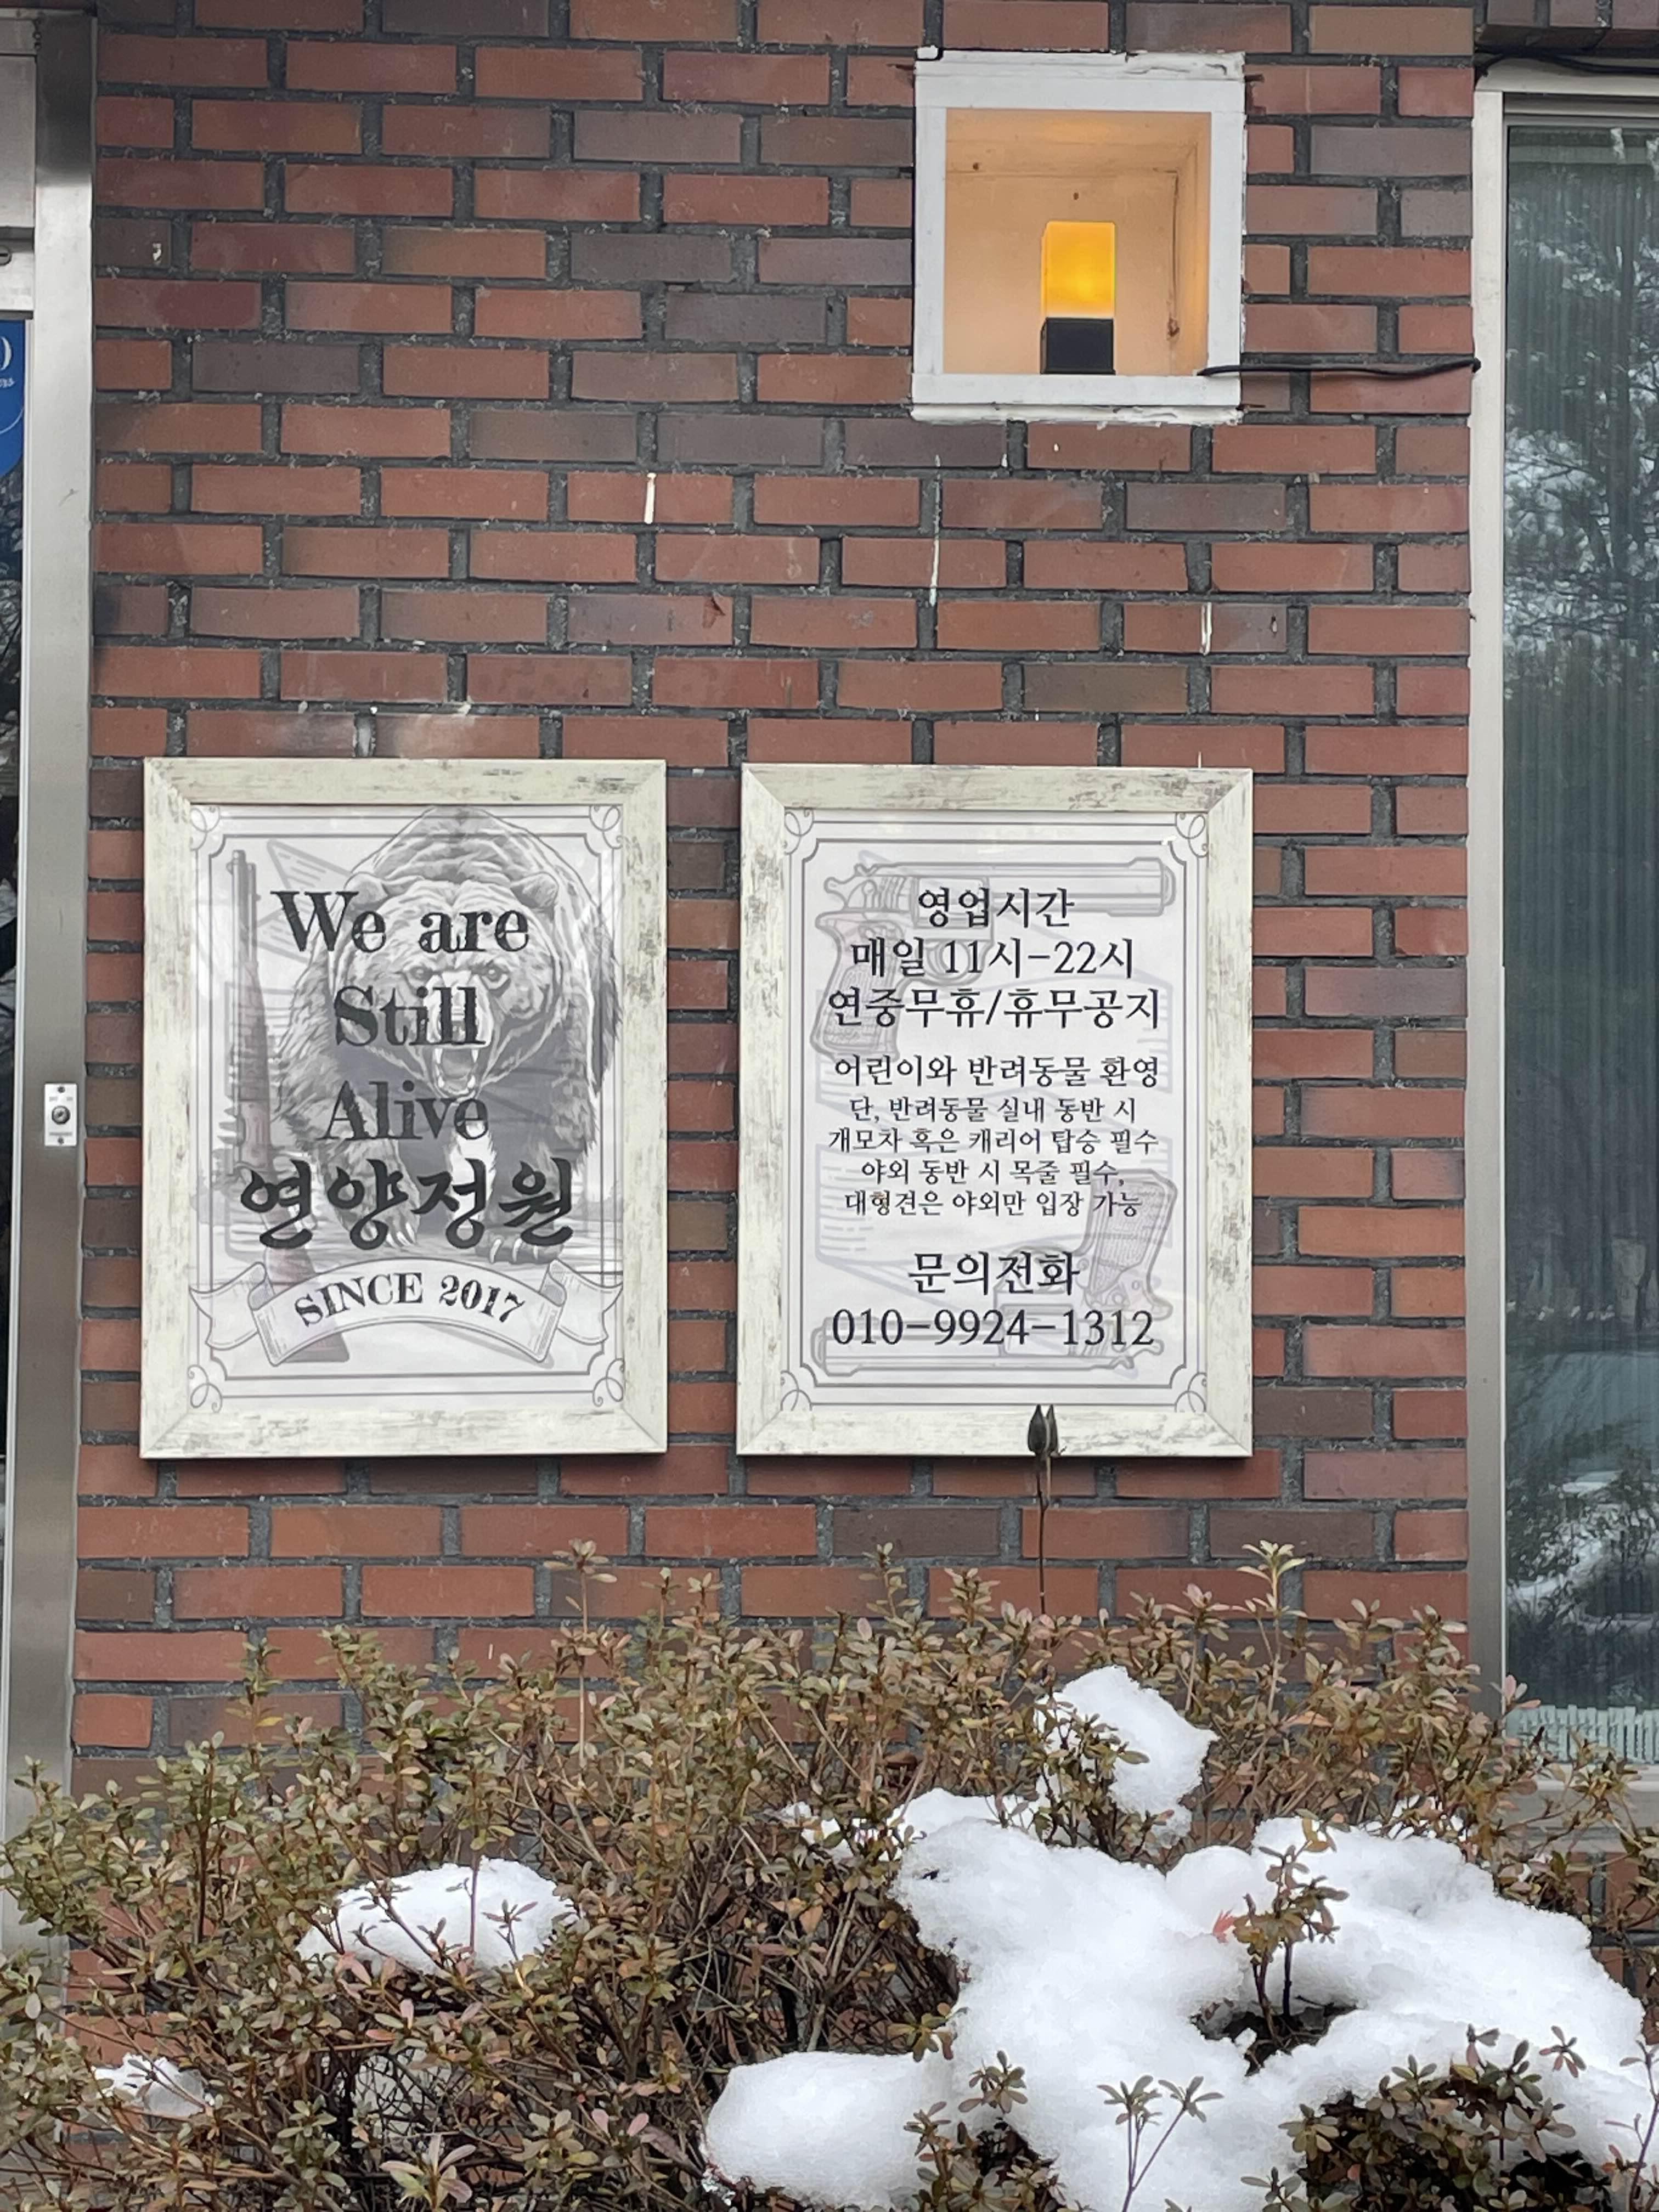 We are
Still
Alive
연양정원
SINCE 2017
영업시간
매일 11시-22시
연중무휴/휴무공지
어린이와 반려동물 환영
단, 반려동물 실내 동반 시
개모차 혹은 캐리어 탑승 필수
야외 동반 시 목줄 필수,
대형견은 야외만 입장 가능
문의전화
010-9924-1312